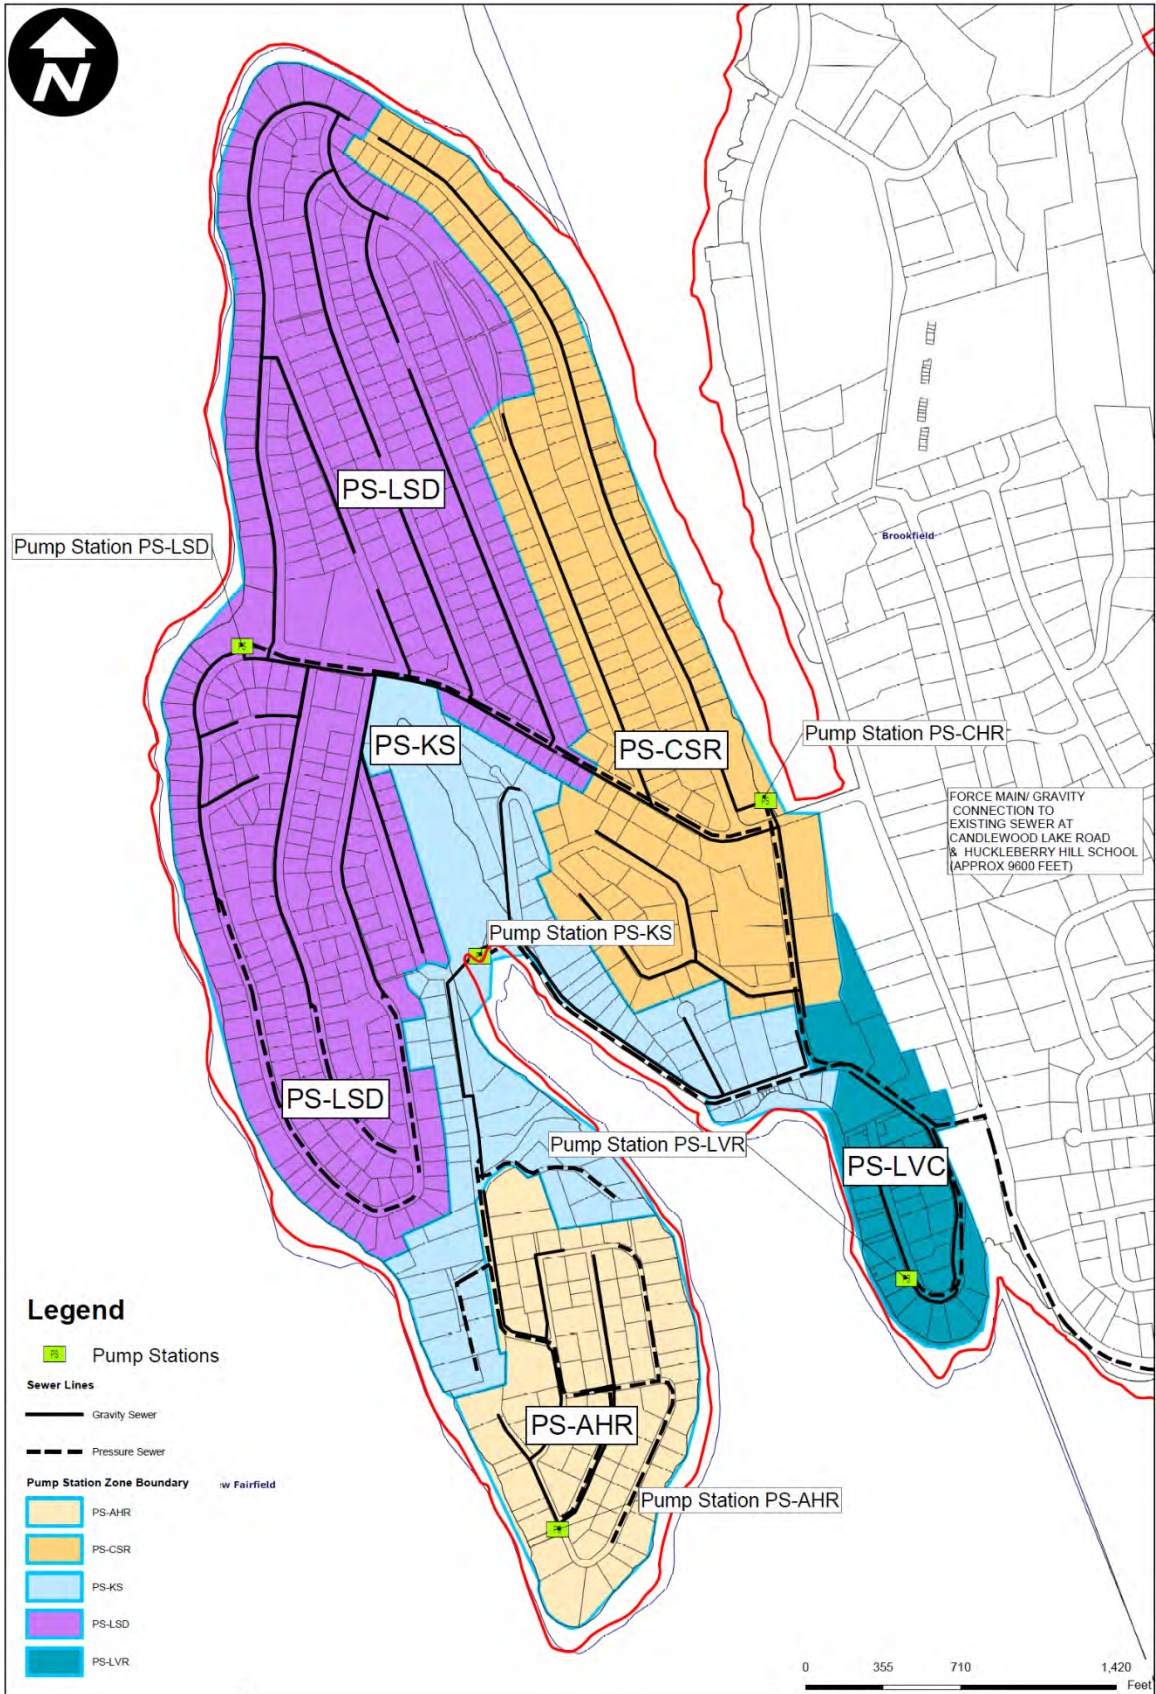 N
PS-LSD
Pump Station PS-LSD
Brookfield
PS
PS-KS
PS-CSR
Pump Station PS-CHR
PS
FORCE MAIN/ GRAVITY
CONNECTION TO
EXISTING SEWER AT
CANDLEWOOD LAKE ROAD
& HUCKLEBERRY HILL SCHOOL
(APPROX 9600 FEET)
Pump Station PS-KS
PS-LSD
Pump Station PS-LVR
PS-LVC
PS-AHR
Pump Station PS-AHR
Legend
PS Pump Stations
Sewer Lines
Gravity Sewer
Pressure Sewer
Pump Station Zone Boundary
w Fairfield
PS-AHR
PS-CSR
PS-KS
PS-LSD
PS-LVR
0 355 710 1,420
Feet